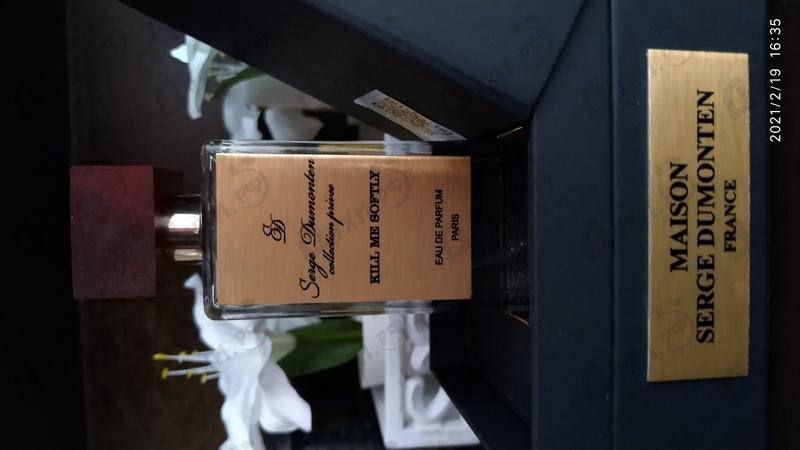 SD
Serge Dumonten
collection privee
KILL ME SOFTLY
EAU DE PARFUM
PARIS
MAISON
SERGE DUMONTEN
FRANCE
2021/2/19 16:35